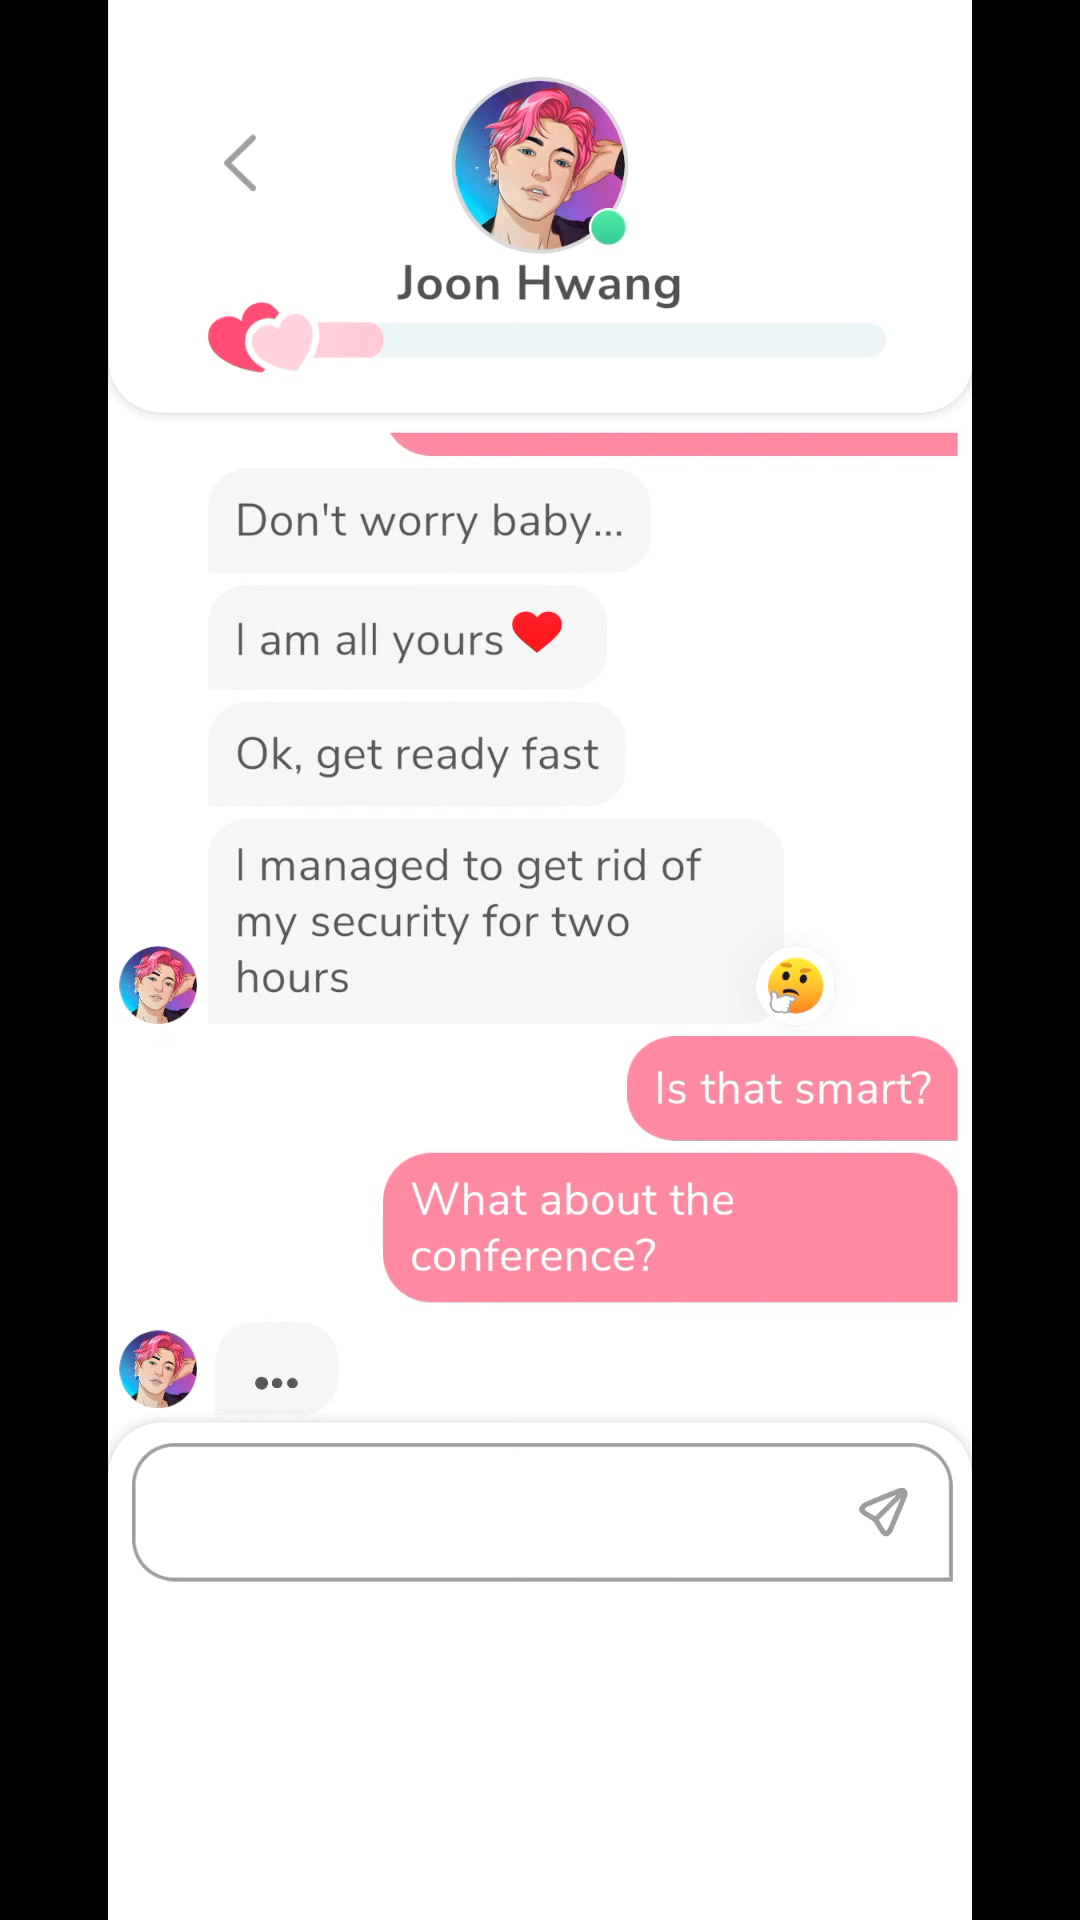 Joon Hwang
Don't worry baby...
I am all yours❤️
Ok, get ready fast
I managed to get rid of
my security for two
hours
Is that smart?
What about the
conference?